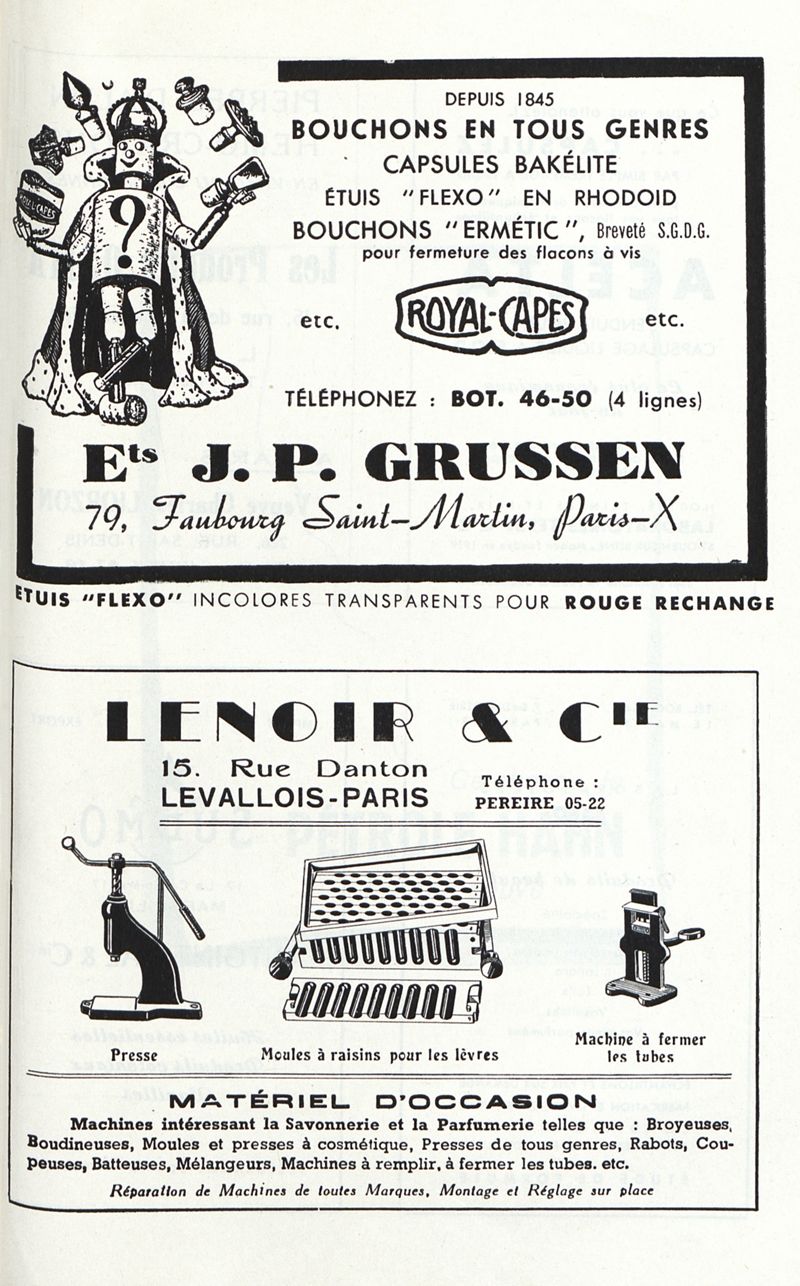 DEPUIS 1845
BOUCHONS EN TOUS GENRES
CAPSULES BAKÉLITE
ÉTUIS "FLEXO" EN RHODOID
BOUCHONS "ERMÉTIC", Breveté S.G.D.G.
pour fermeture des flacons à vis
ROYAL-CAPES
?
etc. ROYAL-CAPES etc.
TÉLÉPHONEZ : BOT. 46-50 (4 lignes)
Ets J. P. GRUSSEN
79, Faubourg Saint-Martin, Paris-X
ETUIS "FLEXO" INCOLORES TRANSPARENTS POUR ROUGE RECHANGE
LENOIR & CIE
15. Rue Danton
LEVALLOIS-PARIS
Téléphone :
PEREIRE 05-22
Presse
Moules à raisins pour les lèvres
Machine à fermer
les tubes
MATÉRIEL D'OCCASION
Machines intéressant la Savonnerie et la Parfumerie telles que : Broyeuses,
Boudineuses, Moules et presses à cosmétique, Presses de tous genres, Rabots, Cou-
peuses, Batteuses, Mélangeurs, Machines à remplir, à fermer les tubes. etc.
Réparation de Machines de toutes Marques, Montage et Réglage sur place